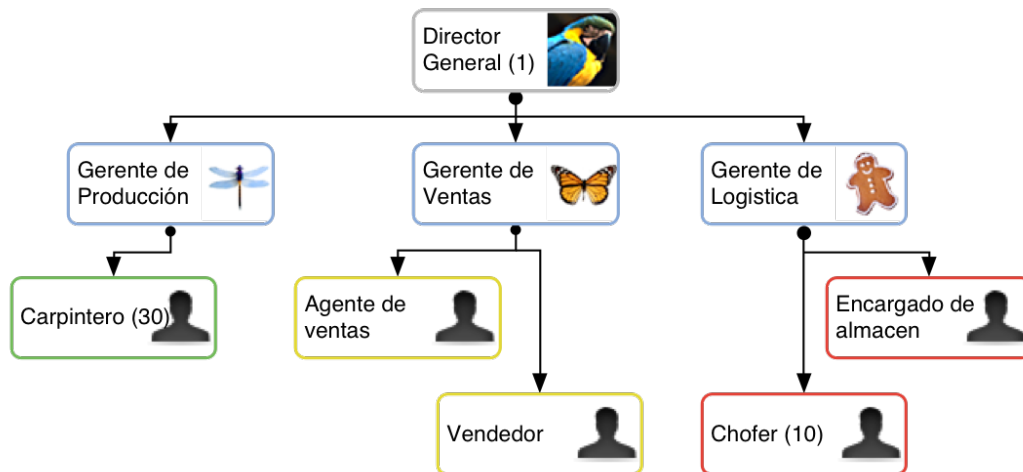 Director
General (1)
Gerente de
Producción
Gerente de
Ventas
Gerente de
Logistica
Carpintero (30)
Agente de
ventas
Encargado de
almacen
Vendedor
Chofer (10)